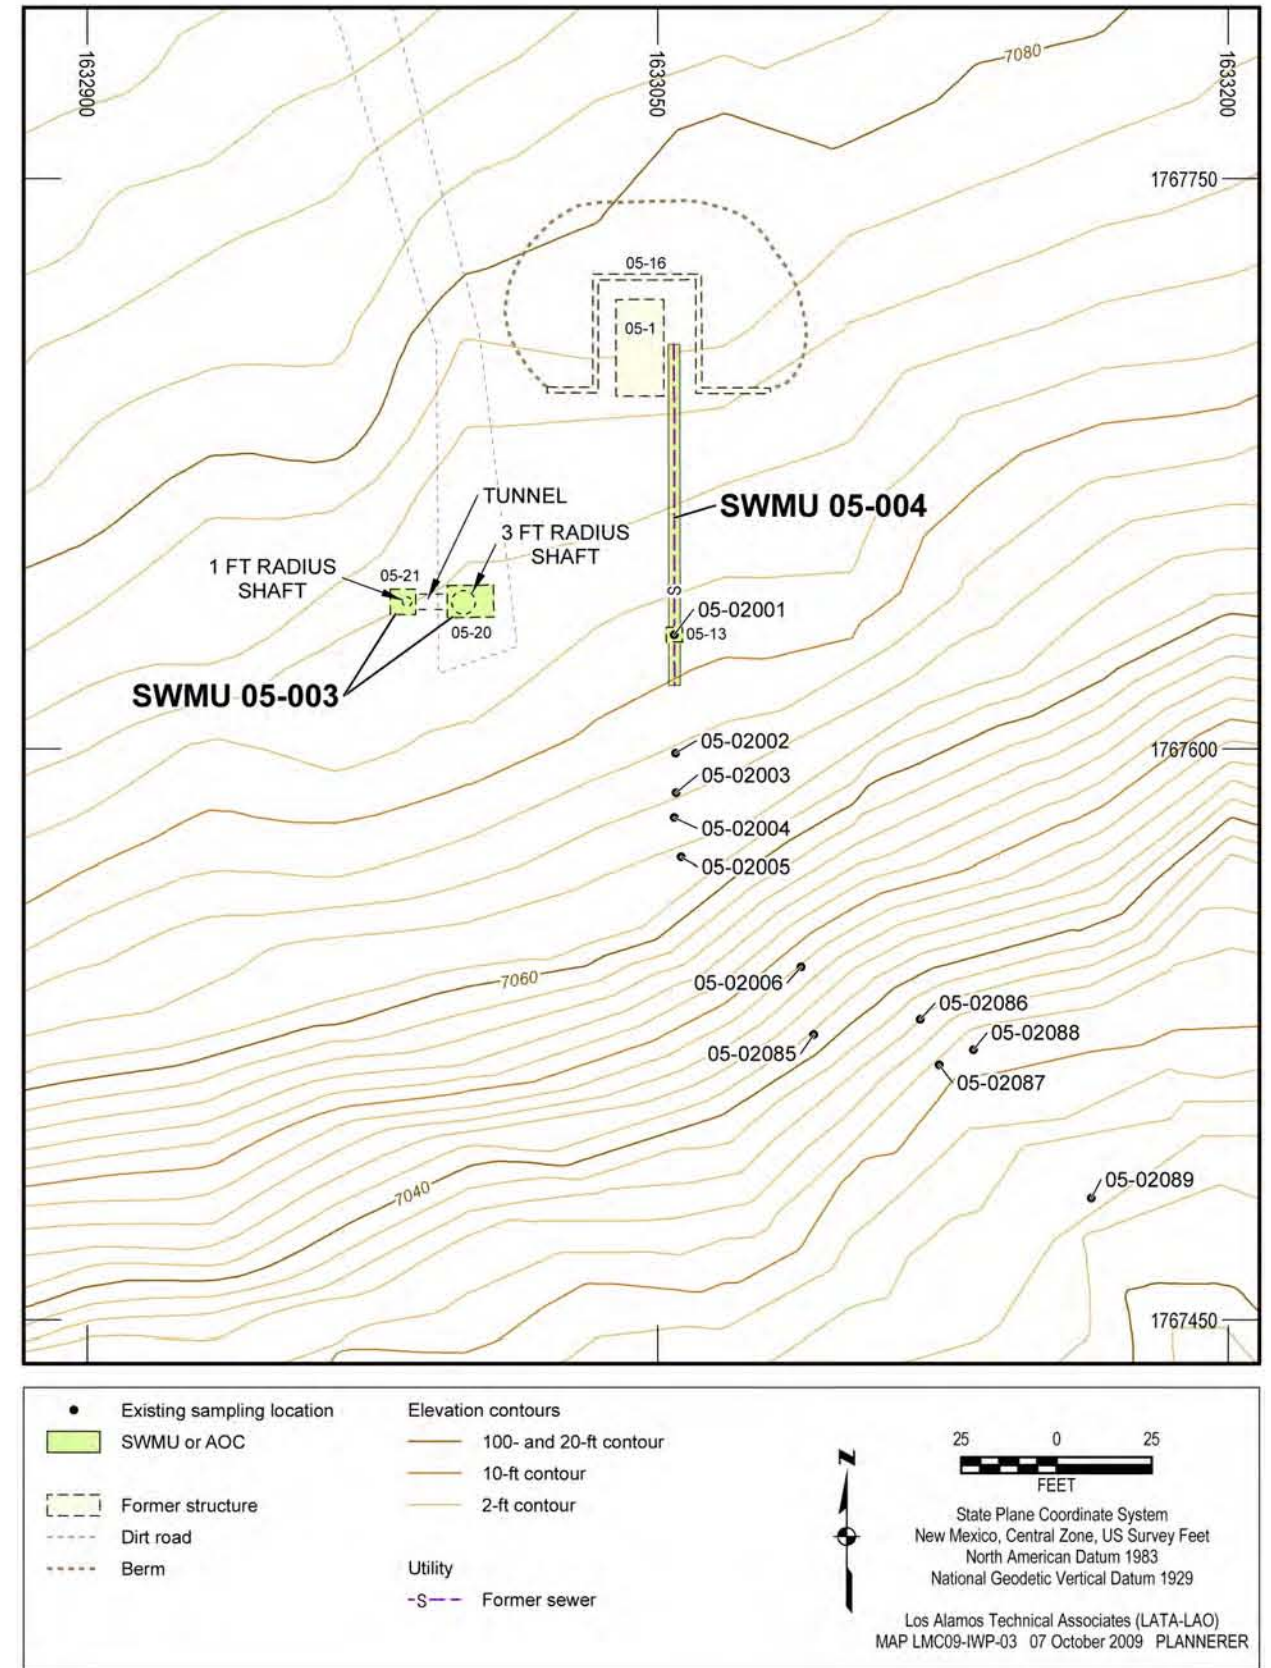 1632900
1633050
1633200
7080
1767750
05-16
05-1
TUNNEL
SWMU 05-004
3 FT RADIUS
SHAFT
1 FT RADIUS
SHAFT
05-21
S
05-02001
05-20
05-13
SWMU 05-003
05-02002
1767600
05-02003
05-02004
05-02005
7060
05-02006
05-02086
05-02088
05-02085
05-02087
05-02089
7040
1767450
Existing sampling location
SWMU or AOC
Former structure
Dirt road
Berm
Elevation contours
100- and 20-ft contour
10-ft contour
2-ft contour
Utility
-S- Former sewer
N
25 0 25
FEET
State Plane Coordinate System
New Mexico, Central Zone, US Survey Feet
North American Datum 1983
National Geodetic Vertical Datum 1929
Los Alamos Technical Associates (LATA-LAO)
MAP LMC09-IWP-03 07 October 2009 PLANNERER